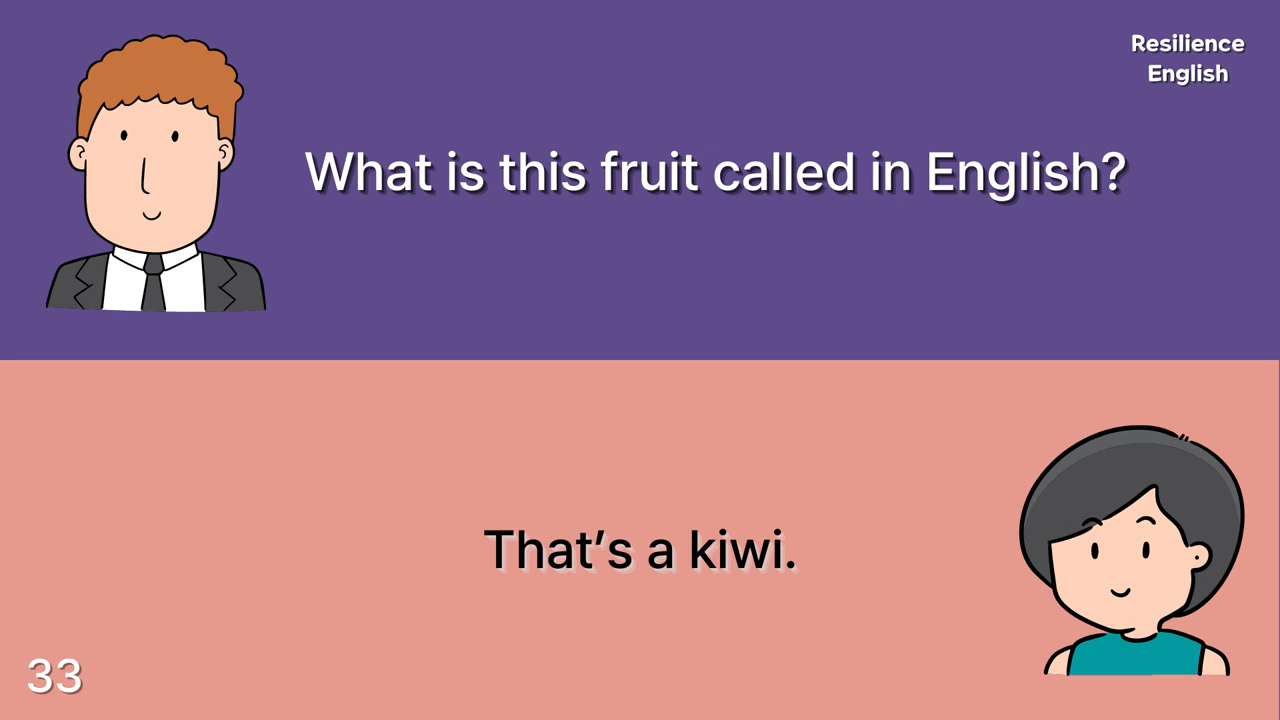 Resilience
English
What is this fruit called in English?
That’s a kiwi.
33